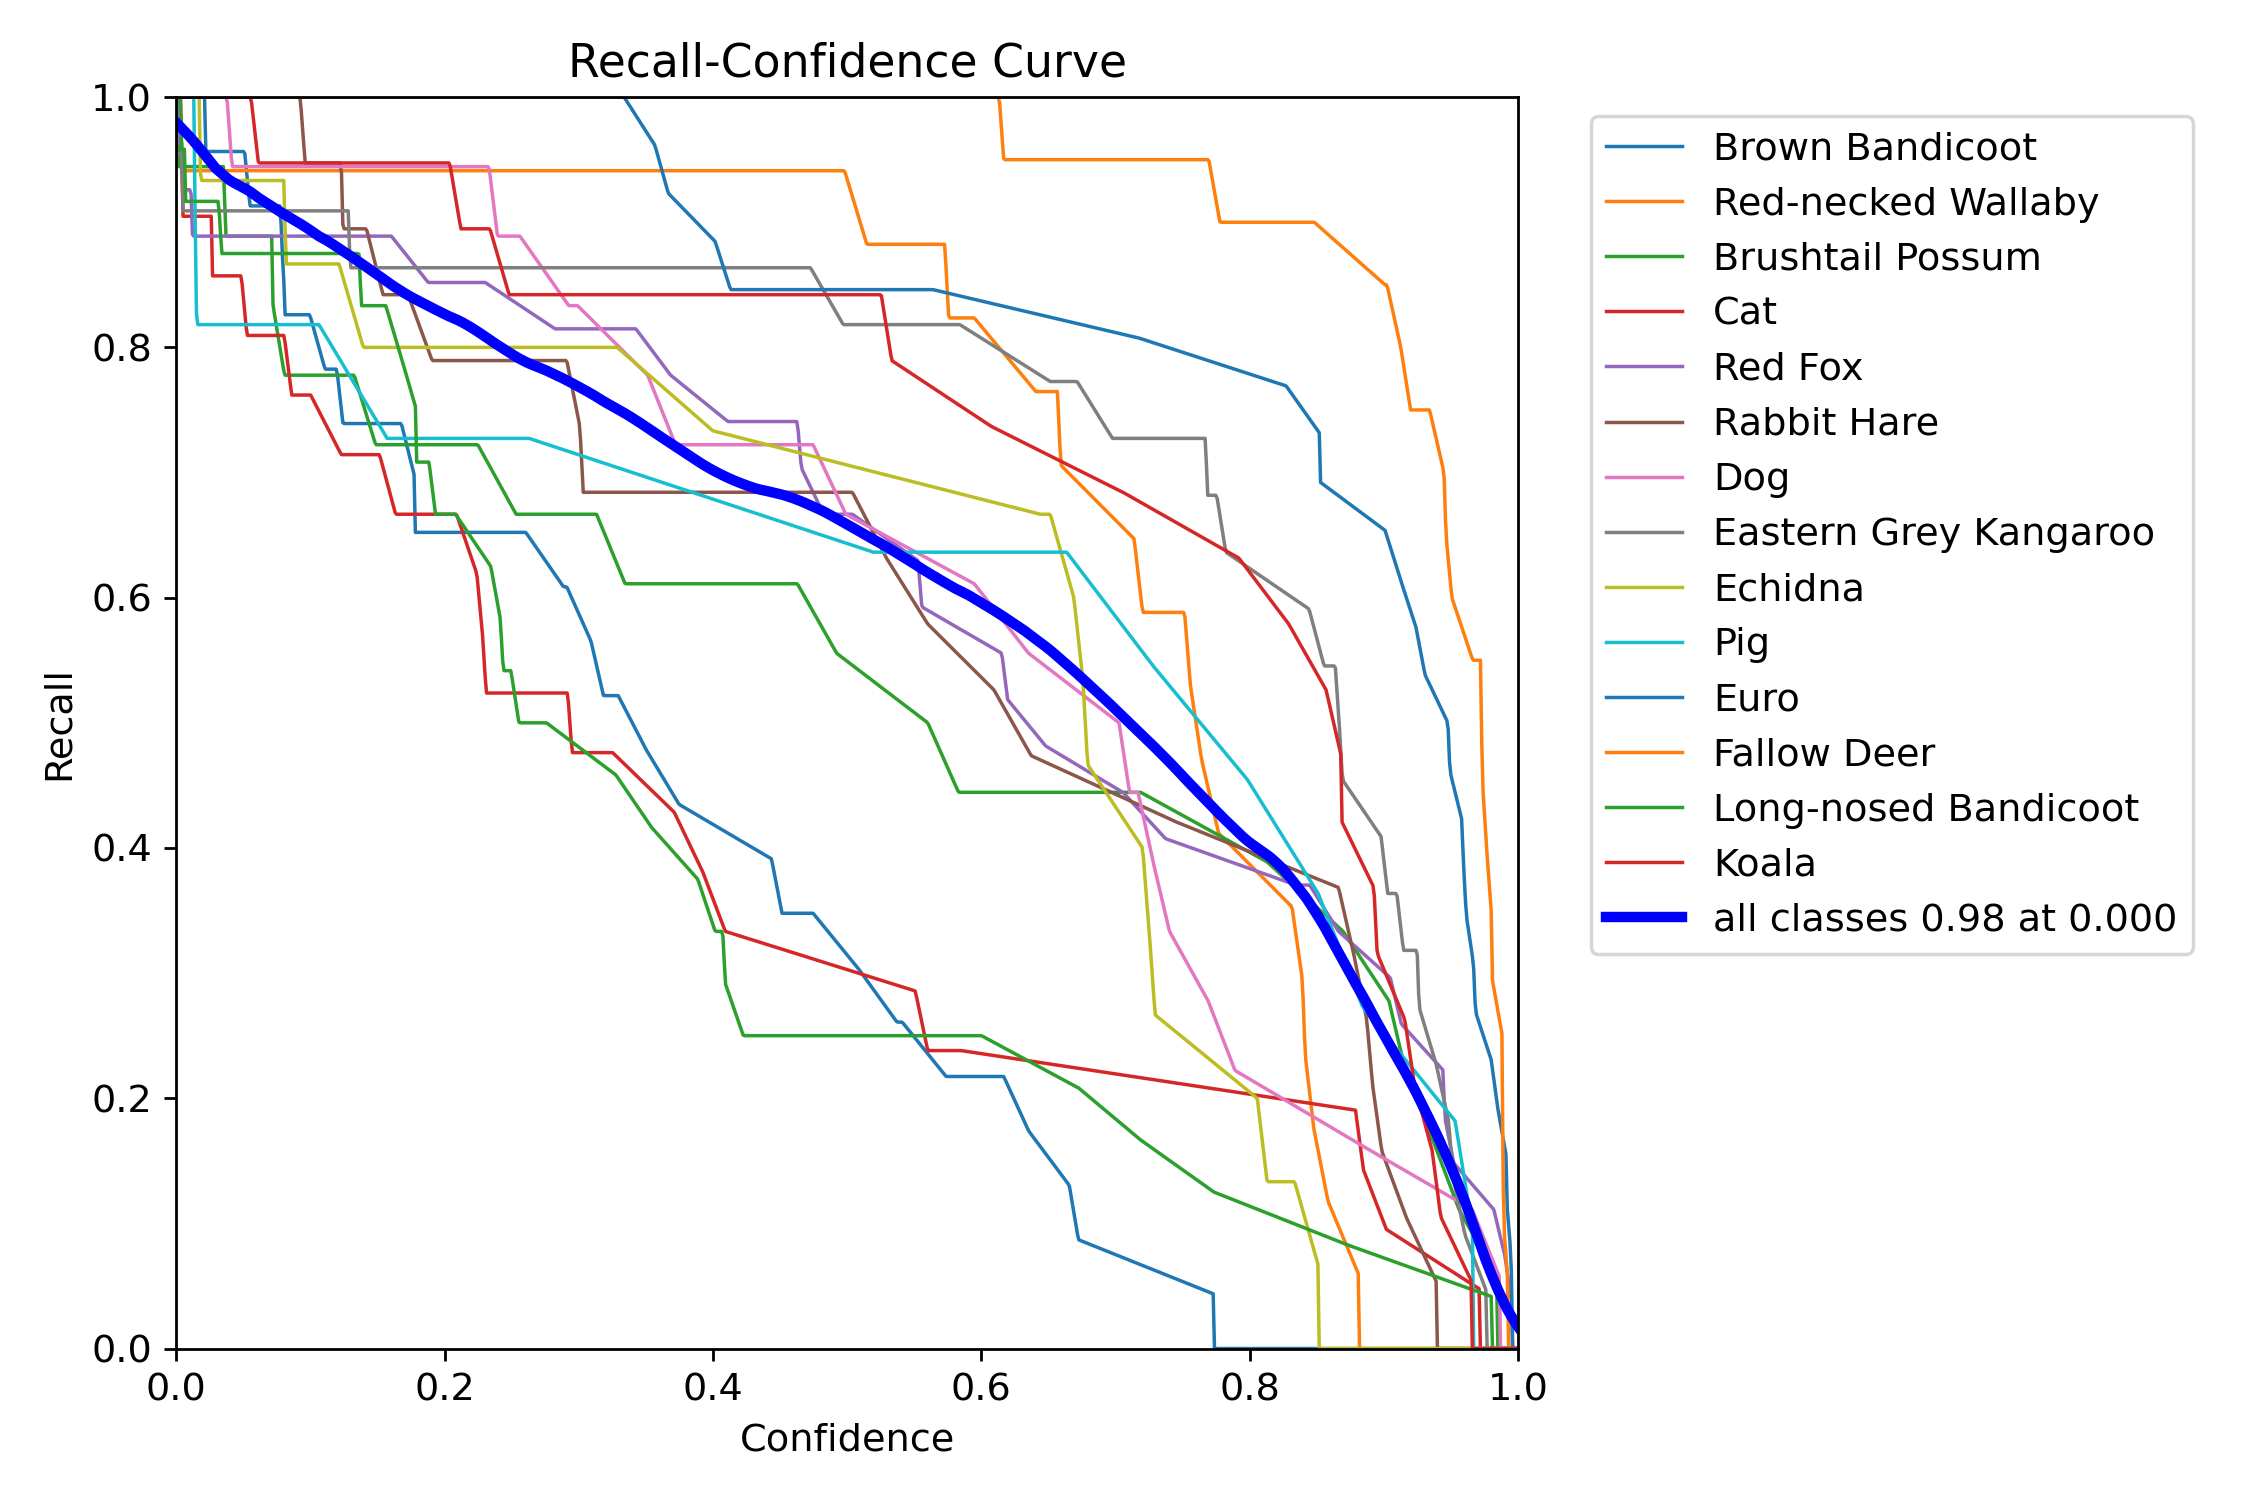 Recall-Confidence Curve
1.0
0.8
0.6
0.4
0.2
0.0
Recall
0.0 0.2 0.4 0.6 0.8 1.0
Confidence
Brown Bandicoot
Red-necked Wallaby
Brushtail Possum
Cat
Red Fox
Rabbit Hare
Dog
Eastern Grey Kangaroo
Echidna
Pig
Euro
Fallow Deer
Long-nosed Bandicoot
Koala
all classes 0.98 at 0.000